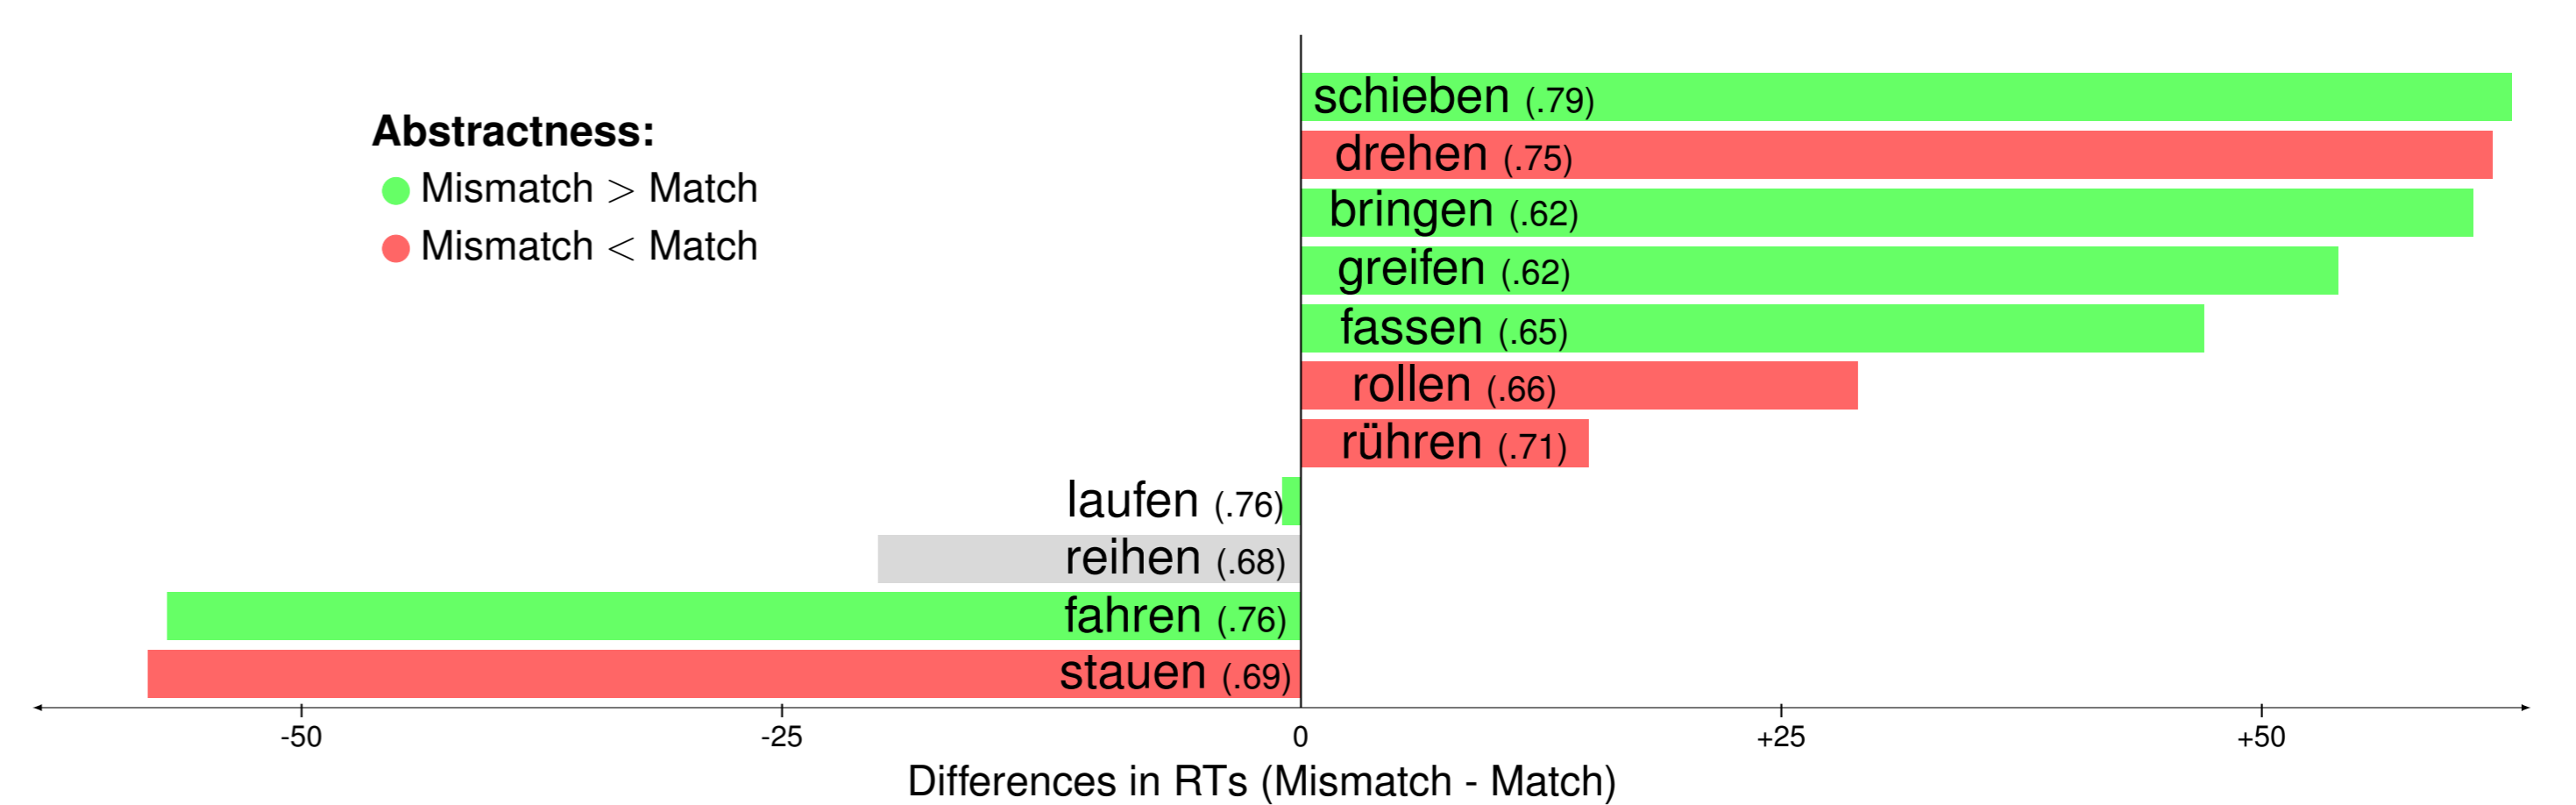 Abstractness:
Mismatch > Match
Mismatch < Match
schieben (.79)
drehen (.75)
bringen (.62)
greifen (.62)
fassen (.65)
rollen (.66)
rühren (.71)
laufen (.76)
reihen (.68)
fahren (.76)
stauen (.69)
-50 -25 0 +25 +50
Differences in RTs (Mismatch - Match)